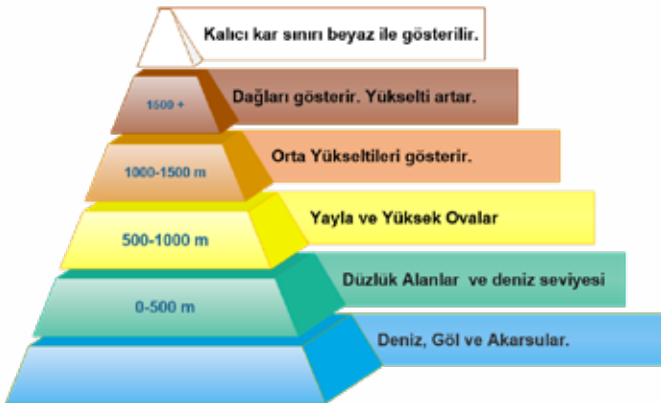 Kalıcı kar sınırı beyaz ile gösterilir.
1500 +
Dağları gösterir. Yükselti artar.
1000-1500 m
Orta Yükseltileri gösterir.
500-1000 m
Yayla ve Yüksek Ovalar
0-500 m
Düzlük Alanlar ve deniz seviyesi
Deniz, Göl ve Akarsular.